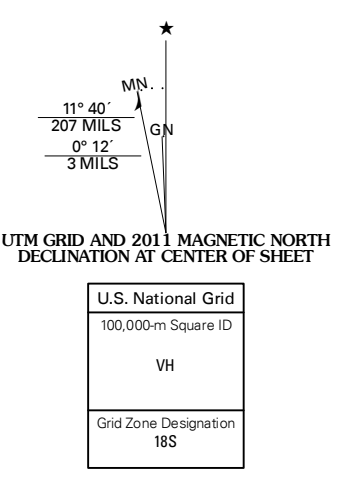 ★
MN
11° 40´
207 MILS
GN
0° 12´
3 MILS
UTM GRID AND 2011 MAGNETIC NORTH
DECLINATION AT CENTER OF SHEET
U.S. National Grid
100,000-m Square ID
VH
Grid Zone Designation
18S